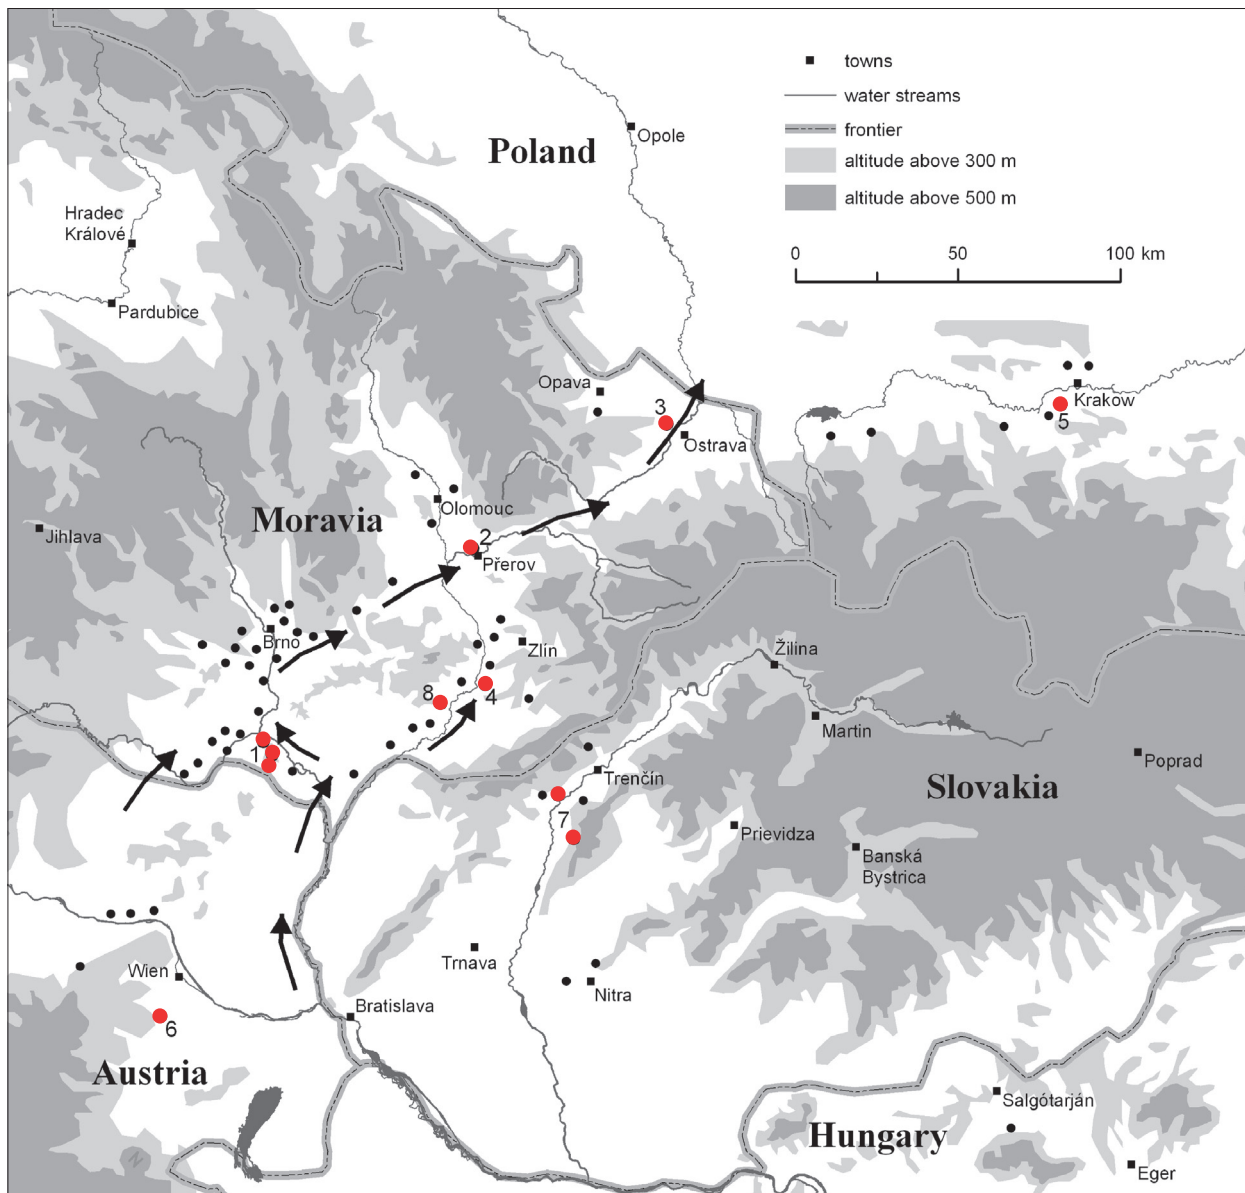 towns
water streams
frontier
altitude above 300 m
altitude above 500 m
0 50 100 km
Poland
Opole
Hradec
Králové
Pardubice
Opava
3
Ostrava
Krakow
5
Olomouc
Moravia
Jihlava
2
Přerov
Brno
Zlín
Žilina
8
4
Martin
1
Trenčín
Poprad
Slovakia
7
Prievidza
Banská
Bystrica
Trnava
Wien
Nitra
Bratislava
6
Austria
Salgótarján
Hungary
Eger
N